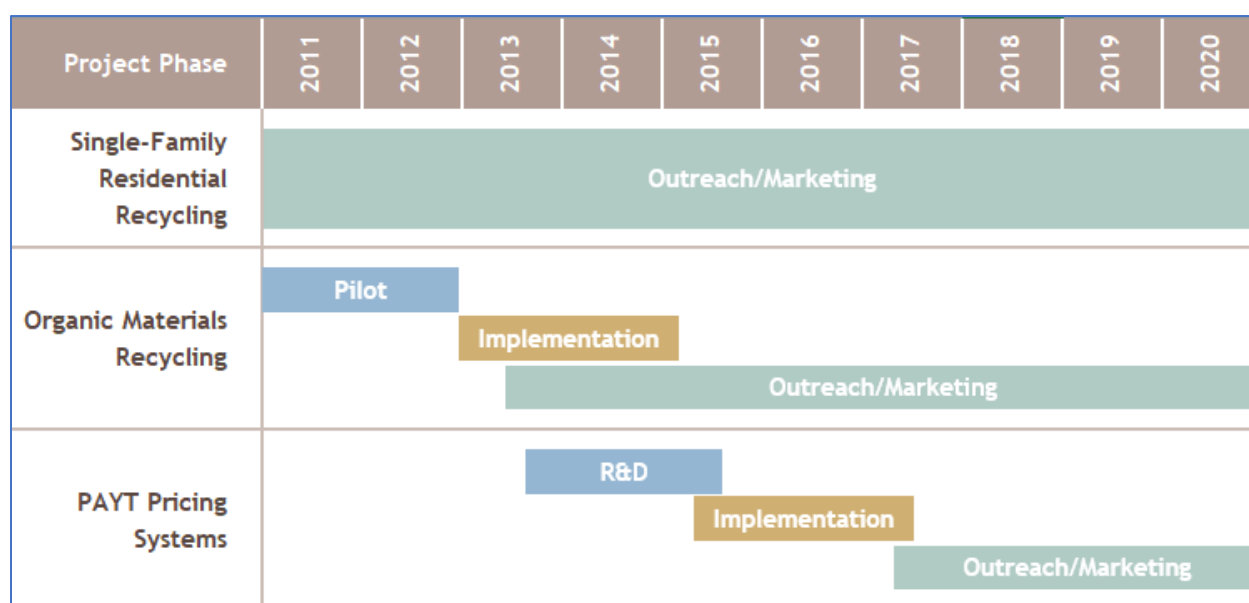 Project Phase
2011
2012
2013
2014
2015
2016
2017
2018
2019
2020
Single-Family
Residential
Recycling
Outreach/Marketing
Organic Materials
Recycling
Pilot
Implementation
Outreach/Marketing
PAYT Pricing
Systems
R&D
Implementation
Outreach/Marketing